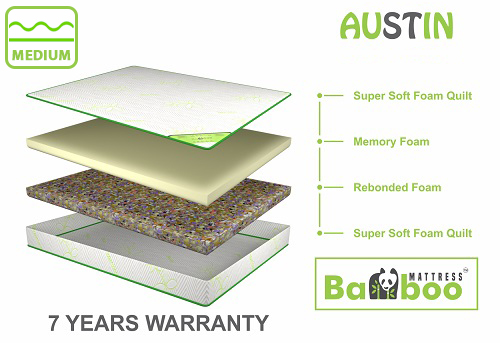 AUSTIN
MEDIUM
Super Soft Foam Quilt
Memory Foam
Rebonded Foam
Super Soft Foam Quilt
MATTRESS
Bamboo
TM
7 YEARS WARRANTY